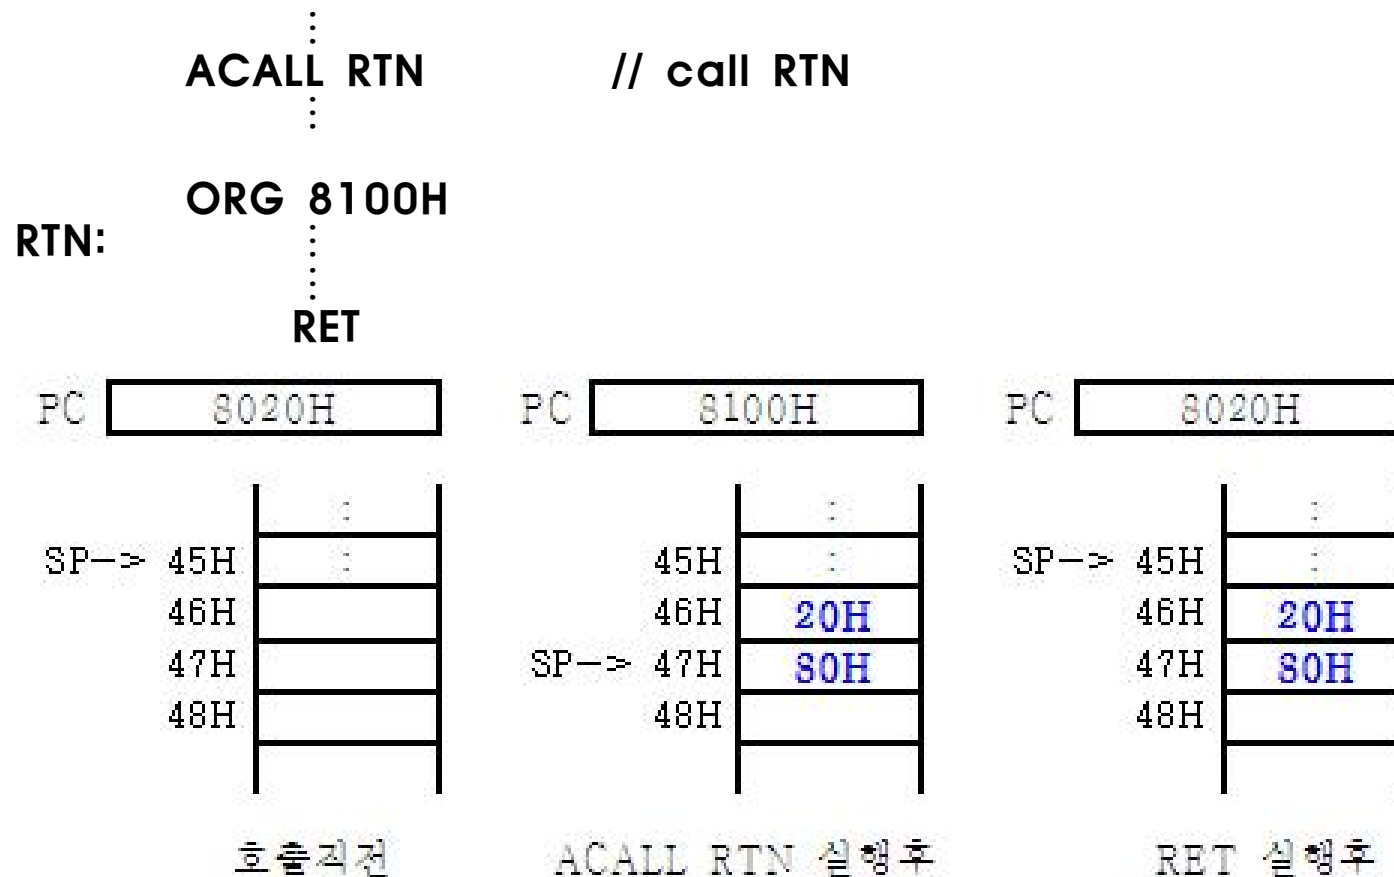 ACALL RTN // call RTN
ORG 8100H
RTN:
RET
PC 8020H PC 8100H PC 8020H
: : :
SP-> 45H : 45H : SP-> 45H :
46H 46H 20H 46H 20H
47H SP-> 47H 80H 47H 80H
48H 48H 48H
호출직전 ACALL RTN 실행후 RET 실행후